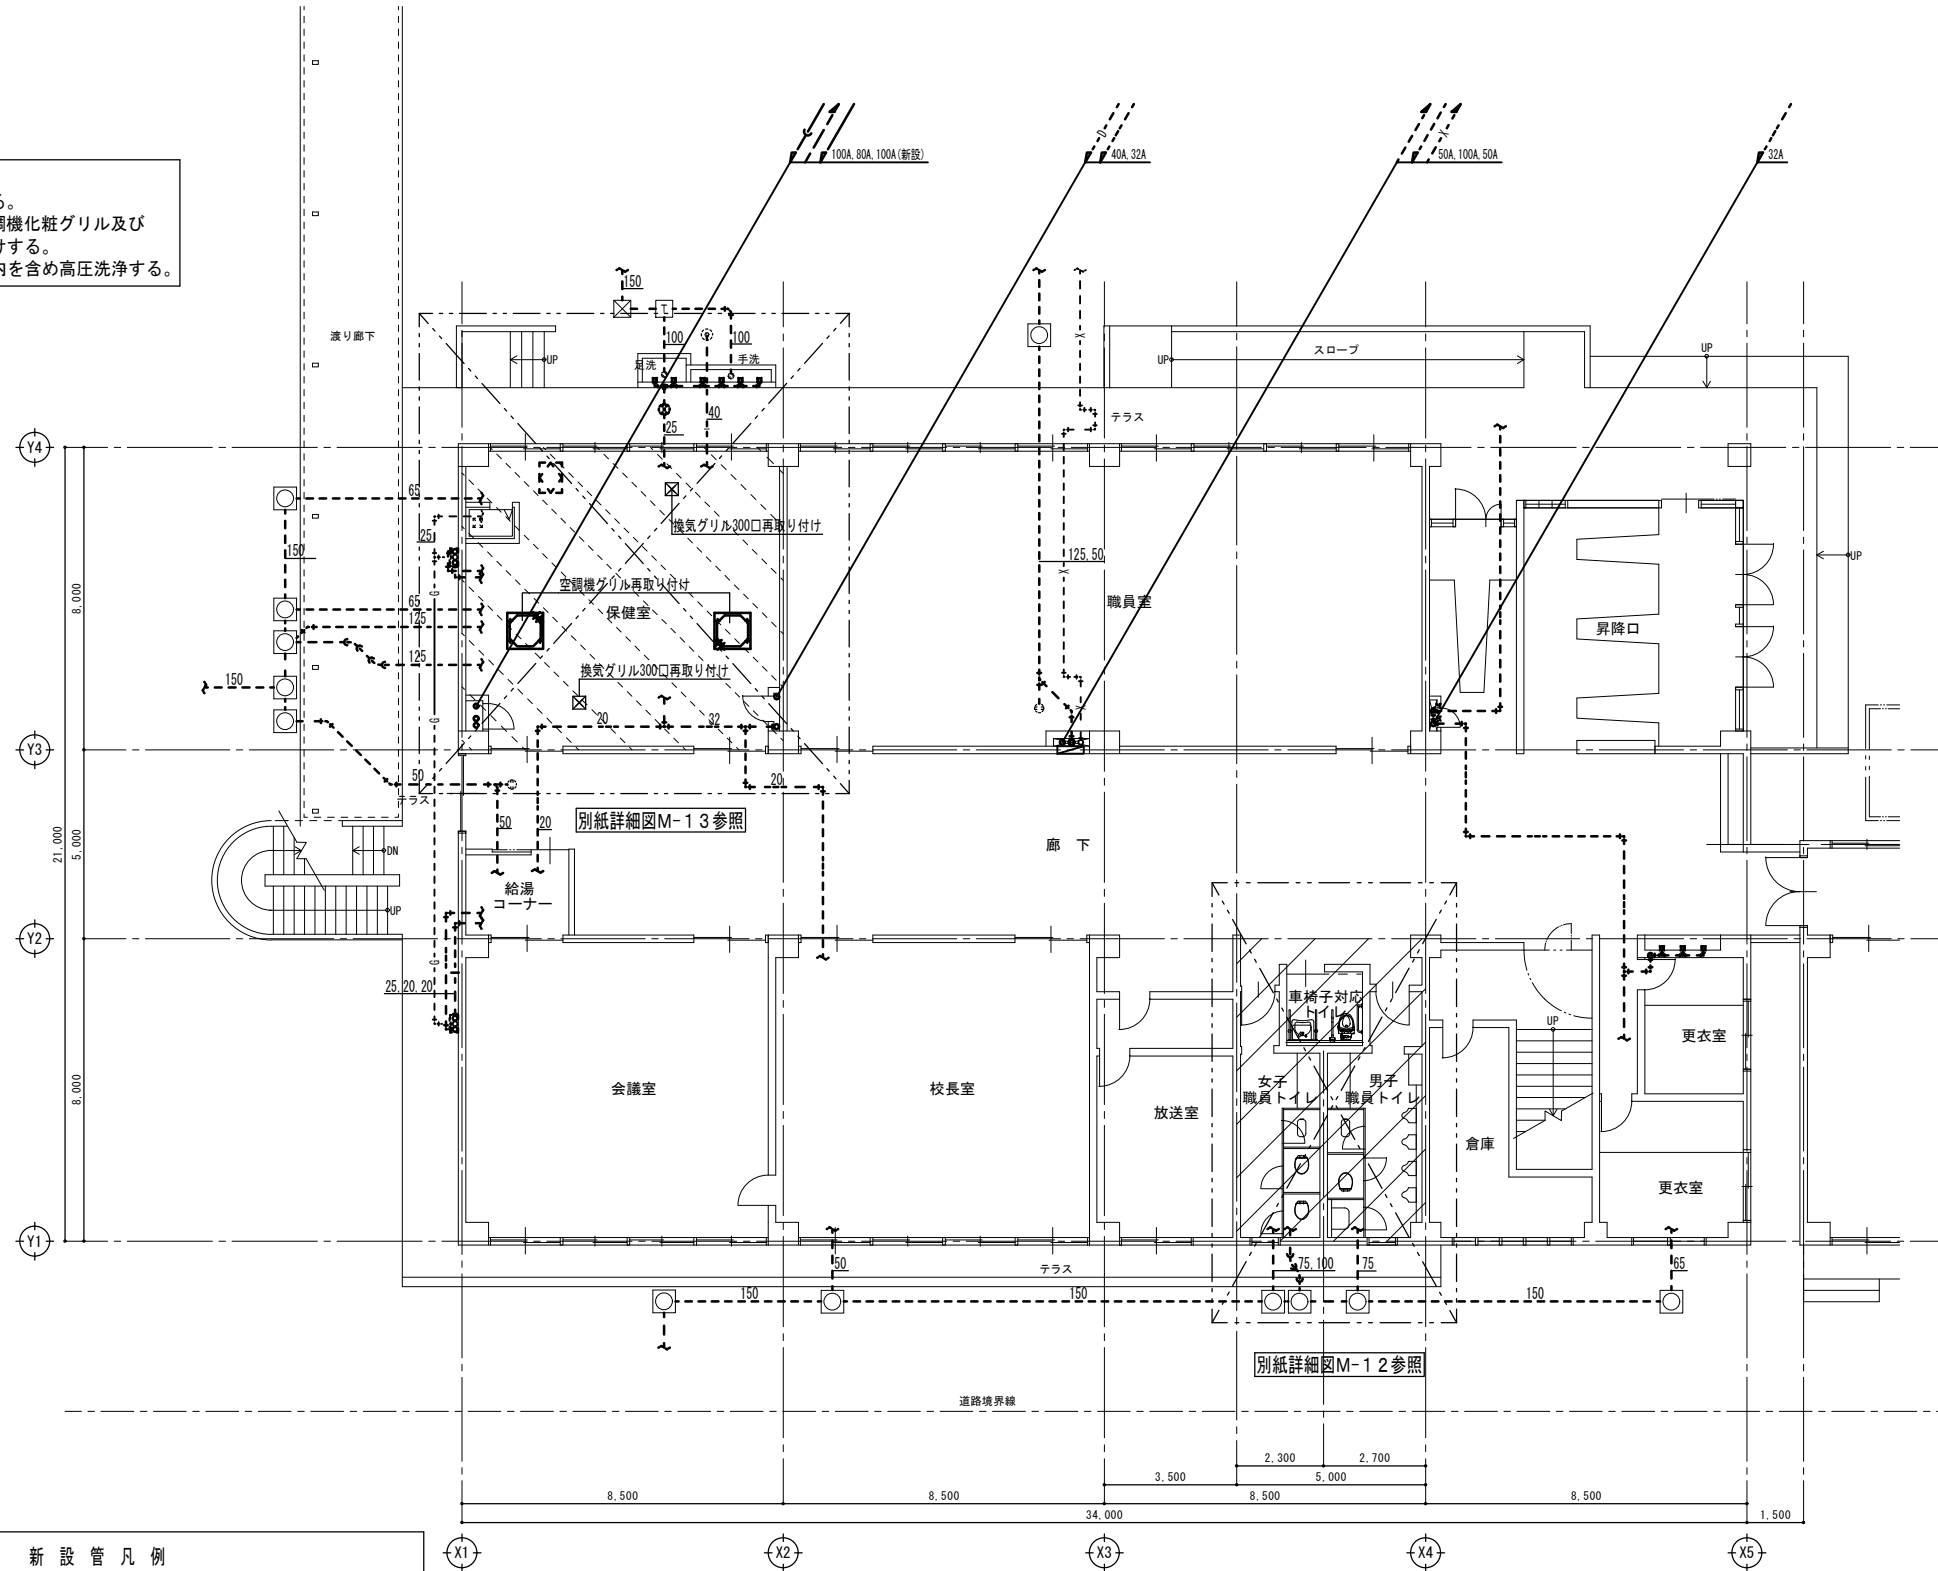 る。
調機化粧グリル及び
けする。
内を含め高圧洗浄する。
100A, 80A, 100A(新設)
40A, 32A
50A, 100A, 50A
32A
渡り廊下
150
T
100
100
足洗
手洗
UP
UP
スロープ
UP
40
25
テラス
Y4
65
換気グリル300口再取り付け
25
150
125, 50
X
UP
空調機グリル再取り付け
8,000
G
65
保健室
職員室
昇降口
125
125
換気グリル300口再取り付け
150
20
32
G
Y3
50
20
テラス
50
20
別紙詳細図M-13参照
21,000
5,000
DN
廊 下
給湯
コーナー
UP
Y2
G
25, 20, 20
車椅子対応
トイレ
UP
更衣室
8,000
会議室
校長室
女子
職員トイレ
男子
職員トイレ
放送室
倉庫
更衣室
Y1
50
テラス
75, 100
75
65
150
150
150
別紙詳細図M-12参照
道路境界線
2,300
2,700
3,500
5,000
8,500
8,500
8,500
8,500
34,000
1,500
新 設 管 凡 例
X1
X2
X3
X4
X5